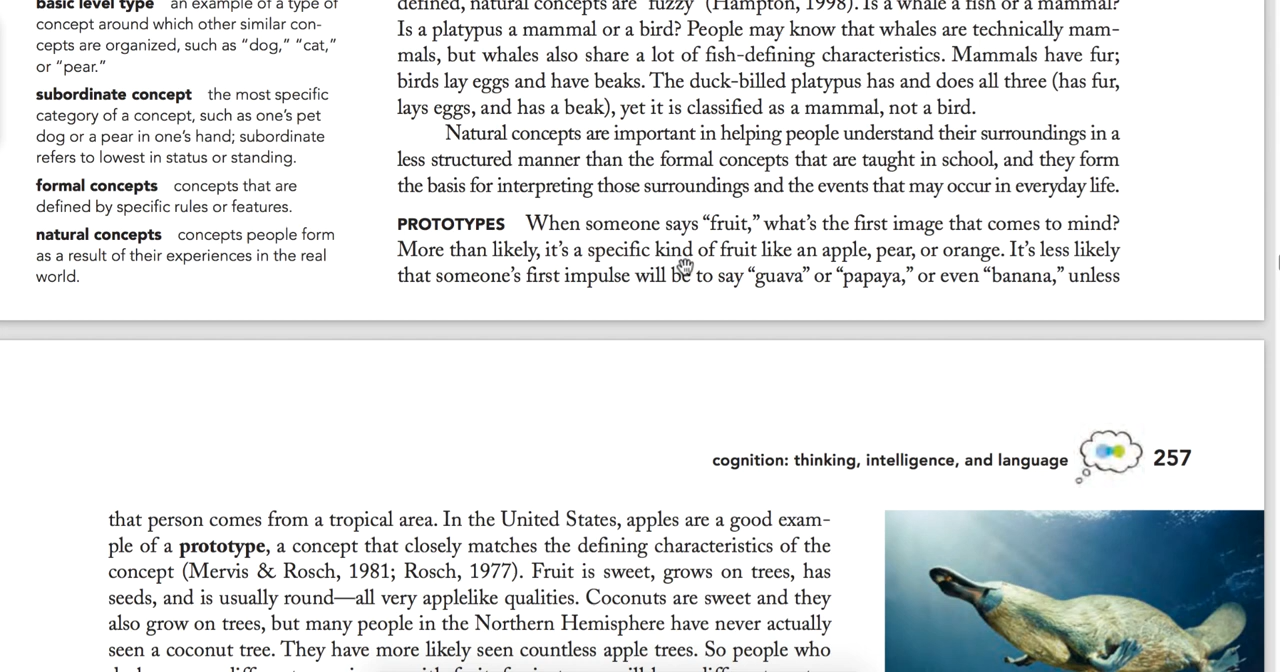 basic level type an example of a type of
concept around which other similar con-
cepts are organized, such as “dog,” “cat,”
or “pear.”
subordinate concept the most specific
category of a concept, such as one’s pet
dog or a pear in one’s hand; subordinate
refers to lowest in status or standing.
formal concepts concepts that are
defined by specific rules or features.
natural concepts concepts people form
as a result of their experiences in the real
world.
defined, natural concepts are “fuzzy” (Hampton, 1998). Is a whale a fish or a mammal?
Is a platypus a mammal or a bird? People may know that whales are technically mam-
mals, but whales also share a lot of fish-defining characteristics. Mammals have fur;
birds lay eggs and have beaks. The duck-billed platypus has and does all three (has fur,
lays eggs, and has a beak), yet it is classified as a mammal, not a bird.
Natural concepts are important in helping people understand their surroundings in a
less structured manner than the formal concepts that are taught in school, and they form
the basis for interpreting those surroundings and the events that may occur in everyday life.
PROTOTYPES When someone says “fruit,” what’s the first image that comes to mind?
More than likely, it’s a specific kind of fruit like an apple, pear, or orange. It’s less likely
that someone’s first impulse will be to say “guava” or “papaya,” or even “banana,” unless
cognition: thinking, intelligence, and language 257
that person comes from a tropical area. In the United States, apples are a good exam-
ple of a prototype, a concept that closely matches the defining characteristics of the
concept (Mervis & Rosch, 1981; Rosch, 1977). Fruit is sweet, grows on trees, has
seeds, and is usually round—all very applelike qualities. Coconuts are sweet and they
also grow on trees, but many people in the Northern Hemisphere have never actually
seen a coconut tree. They have more likely seen countless apple trees. So people who